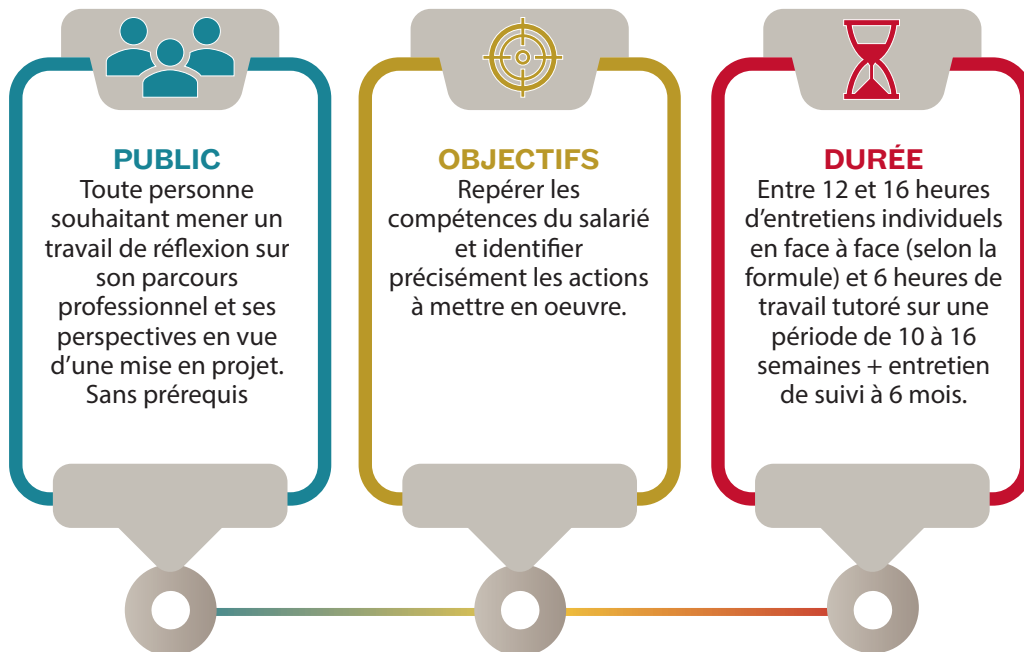 PUBLIC
Toute personne
souhaitant mener un
travail de réflexion sur
son parcours
professionnel et ses
perspectives en vue
d’une mise en projet.
Sans prérequis
OBJECTIFS
Repérer les
compétences du salarié
et identifier
précisément les actions
à mettre en oeuvre.
DURÉE
Entre 12 et 16 heures
d’entretiens individuels
en face à face (selon la
formule) et 6 heures de
travail tutoré sur une
période de 10 à 16
semaines + entretien
de suivi à 6 mois.